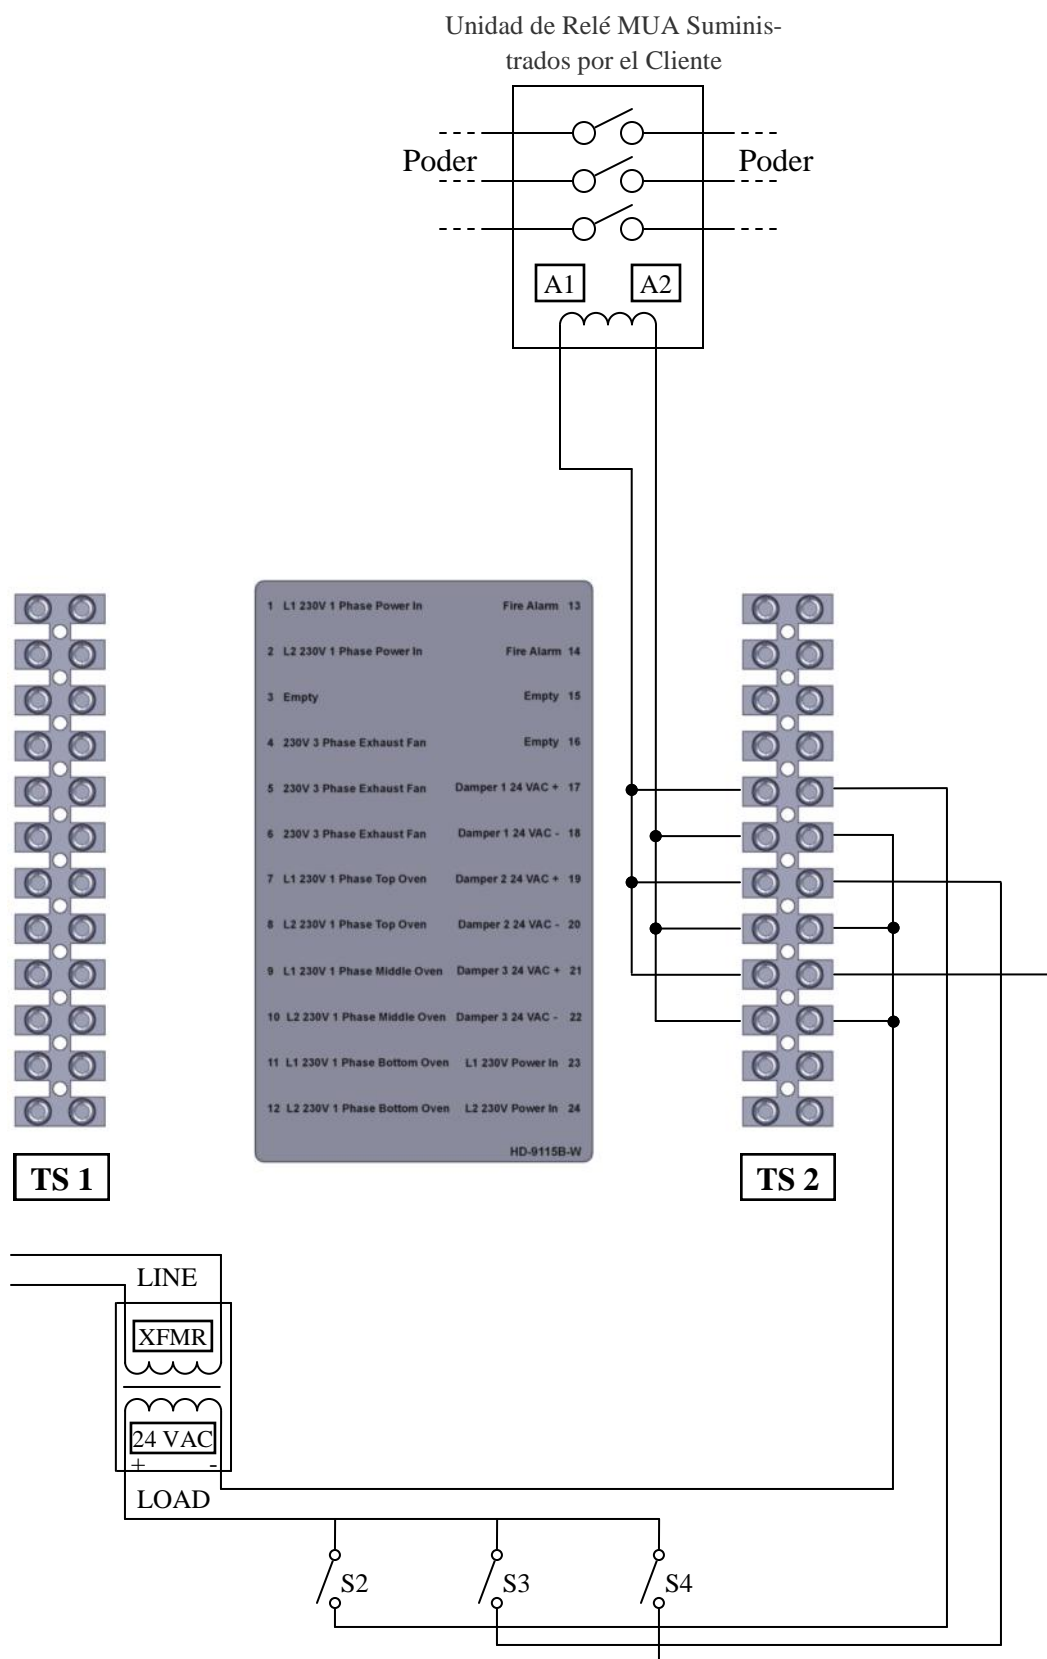 Unidad de Relé MUA Suminis-
trados por el Cliente
Poder Poder
A1 A2
1 L1 230V 1 Phase Power In Fire Alarm 13
2 L2 230V 1 Phase Power In Fire Alarm 14
3 Empty Empty 15
4 230V 3 Phase Exhaust Fan Empty 16
5 230V 3 Phase Exhaust Fan Damper 1 24 VAC + 17
6 230V 3 Phase Exhaust Fan Damper 1 24 VAC - 18
7 L1 230V 1 Phase Top Oven Damper 2 24 VAC + 19
8 L2 230V 1 Phase Top Oven Damper 2 24 VAC - 20
9 L1 230V 1 Phase Middle Oven Damper 3 24 VAC + 21
10 L2 230V 1 Phase Middle Oven Damper 3 24 VAC - 22
11 L1 230V 1 Phase Bottom Oven L1 230V Power In 23
12 L2 230V 1 Phase Bottom Oven L2 230V Power In 24
HD-9115B-W
TS 1 TS 2
LINE
XFMR
24 VAC
+ -
LOAD
S2 S3 S4